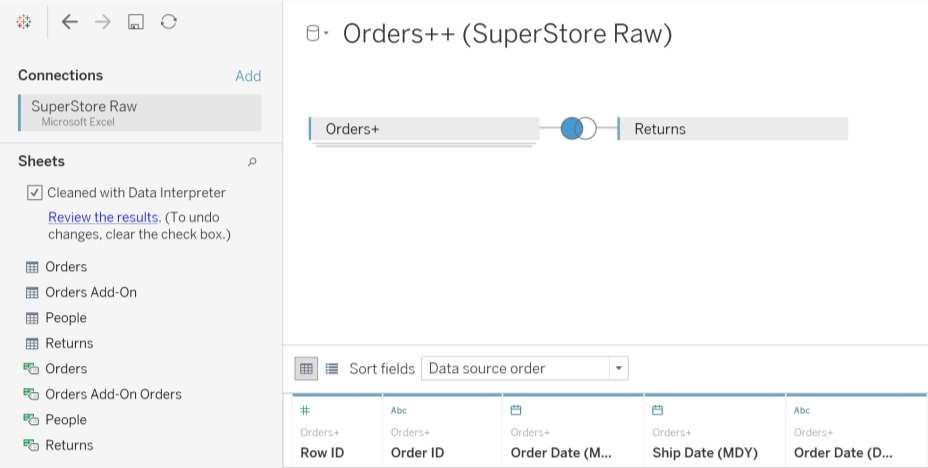 Orders++ (SuperStore Raw)
Connections
Add
SuperStore Raw
Microsoft Excel
Orders+
Returns
Sheets
Cleaned with Data Interpreter
Review the results. (To undo
changes, clear the check box.)
Orders
Orders Add-On
People
Returns
Orders
Orders Add-On Orders
People
Returns
Sort fields
Data source order
#
Abc
Abc
Orders+
Orders+
Orders+
Orders+
Orders+
Row ID
Order ID
Order Date (M...
Ship Date (MDY)
Order Date (D...